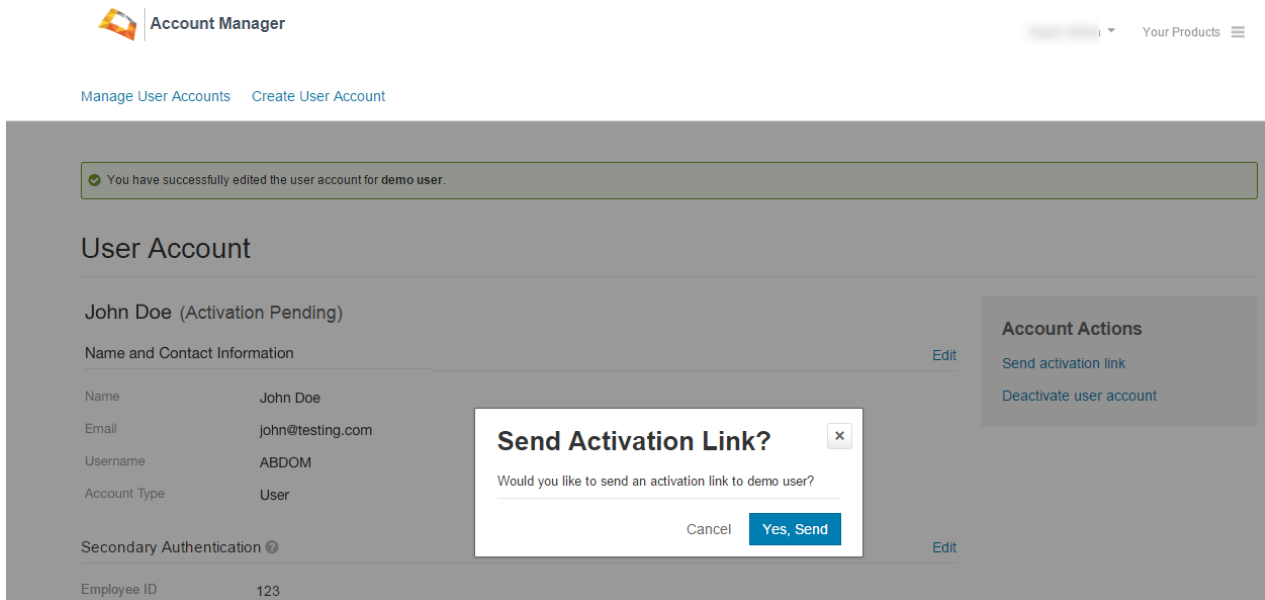 Account Manager
Your Products
Manage User Accounts Create User Account
You have successfully edited the user account for demo user.
User Account
John Doe (Activation Pending)
Name and Contact Information Edit
Name John Doe
Email john@testing.com
Username ABDOM
Account Type User
Secondary Authentication ? Edit
Employee ID 123
Account Actions
Send activation link
Deactivate user account
Send Activation Link? ×
Would you like to send an activation link to demo user?
Cancel Yes, Send